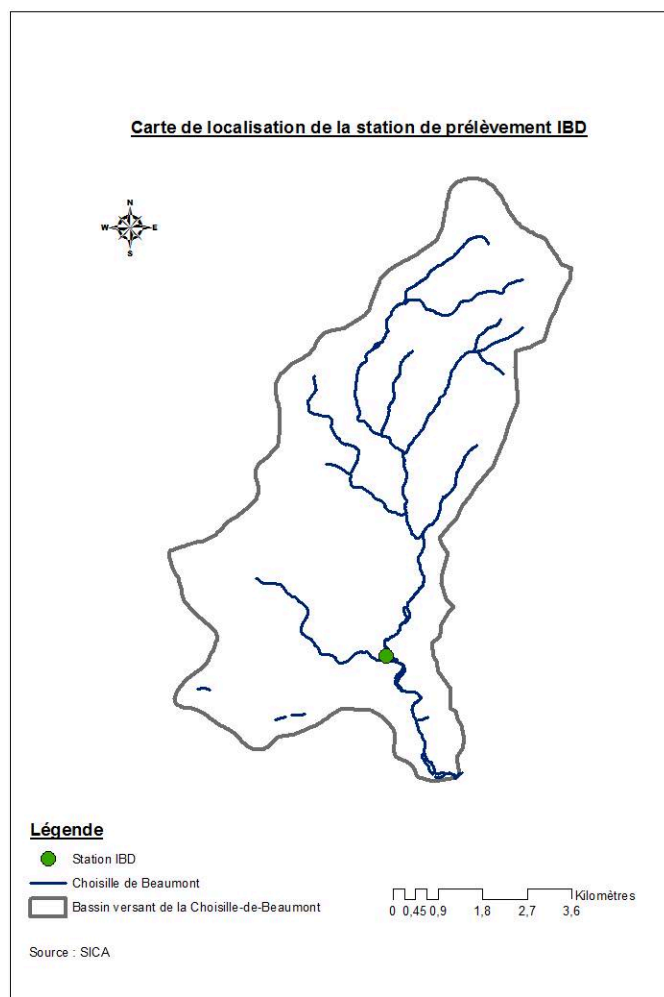 Carte de localisation de la station de prélèvement IBD
N
W E
S
Légende
Station IBD
Choisille de Beaumont
Bassin versant de la Choisille-de-Beaumont
Kilomètres
0 0,45 0,9 1,8 2,7 3,6
Source : SICA